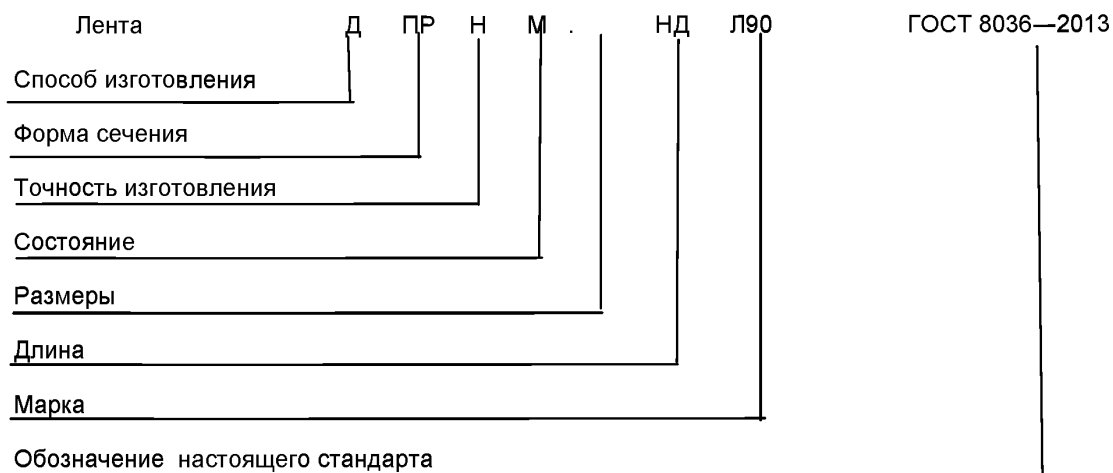 Лента Д ПР Н М . НД Л90 ГОСТ 8036—2013
Способ изготовления
Форма сечения
Точность изготовления
Состояние
Размеры
Длина
Марка
Обозначение настоящего стандарта